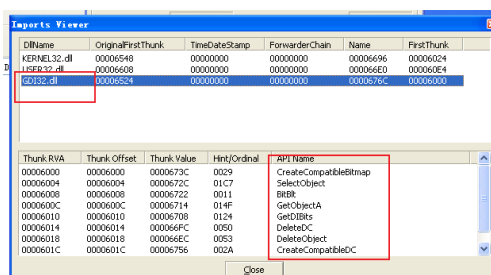 Imports Viewer
DllName OriginalFirstThunk TimeDateStamp ForwarderChain Name FirstThunk
KERNEL32.dll 00006548 00000000 00000000 00006696 00006024
USER32.dll 00006608 00000000 00000000 000066E0 000060E4
GDI32.dll 00006524 00000000 00000000 0000676C 00006000
Thunk RVA Thunk Offset Thunk Value Hint/Ordinal API Name
00006000 00006000 0000673C 0029 CreateCompatibleBitmap
00006004 00006004 0000672C 01C7 SelectObject
00006008 00006008 00006722 0011 BitBlt
0000600C 0000600C 00006714 014F GetObjectA
00006010 00006010 00006708 0124 GetDIBits
00006014 00006014 000066FC 0050 DeleteDC
00006018 00006018 000066EC 0053 DeleteObject
0000601C 0000601C 00006756 002A CreateCompatibleDC
Close